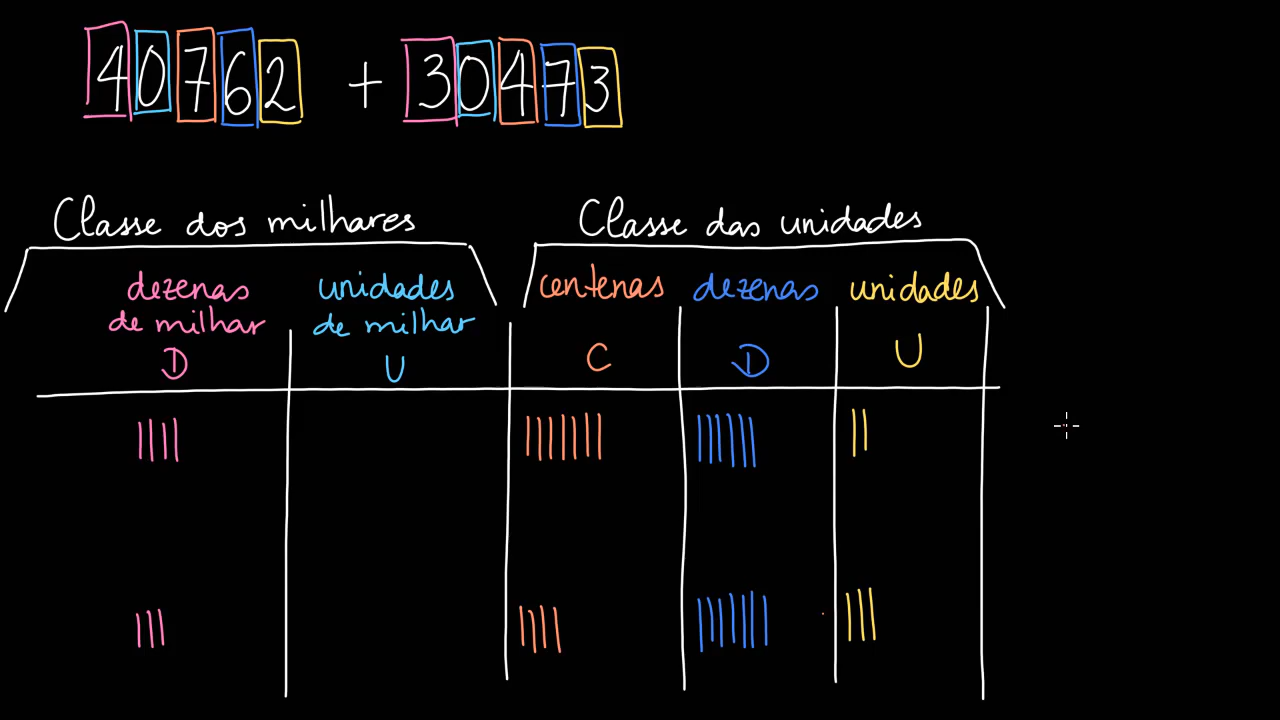 40762 + 30473
Classe dos milhares Classe das unidades
dezenas de milhar
unidades de milhar
centenas
dezenas
unidades
D U C D U